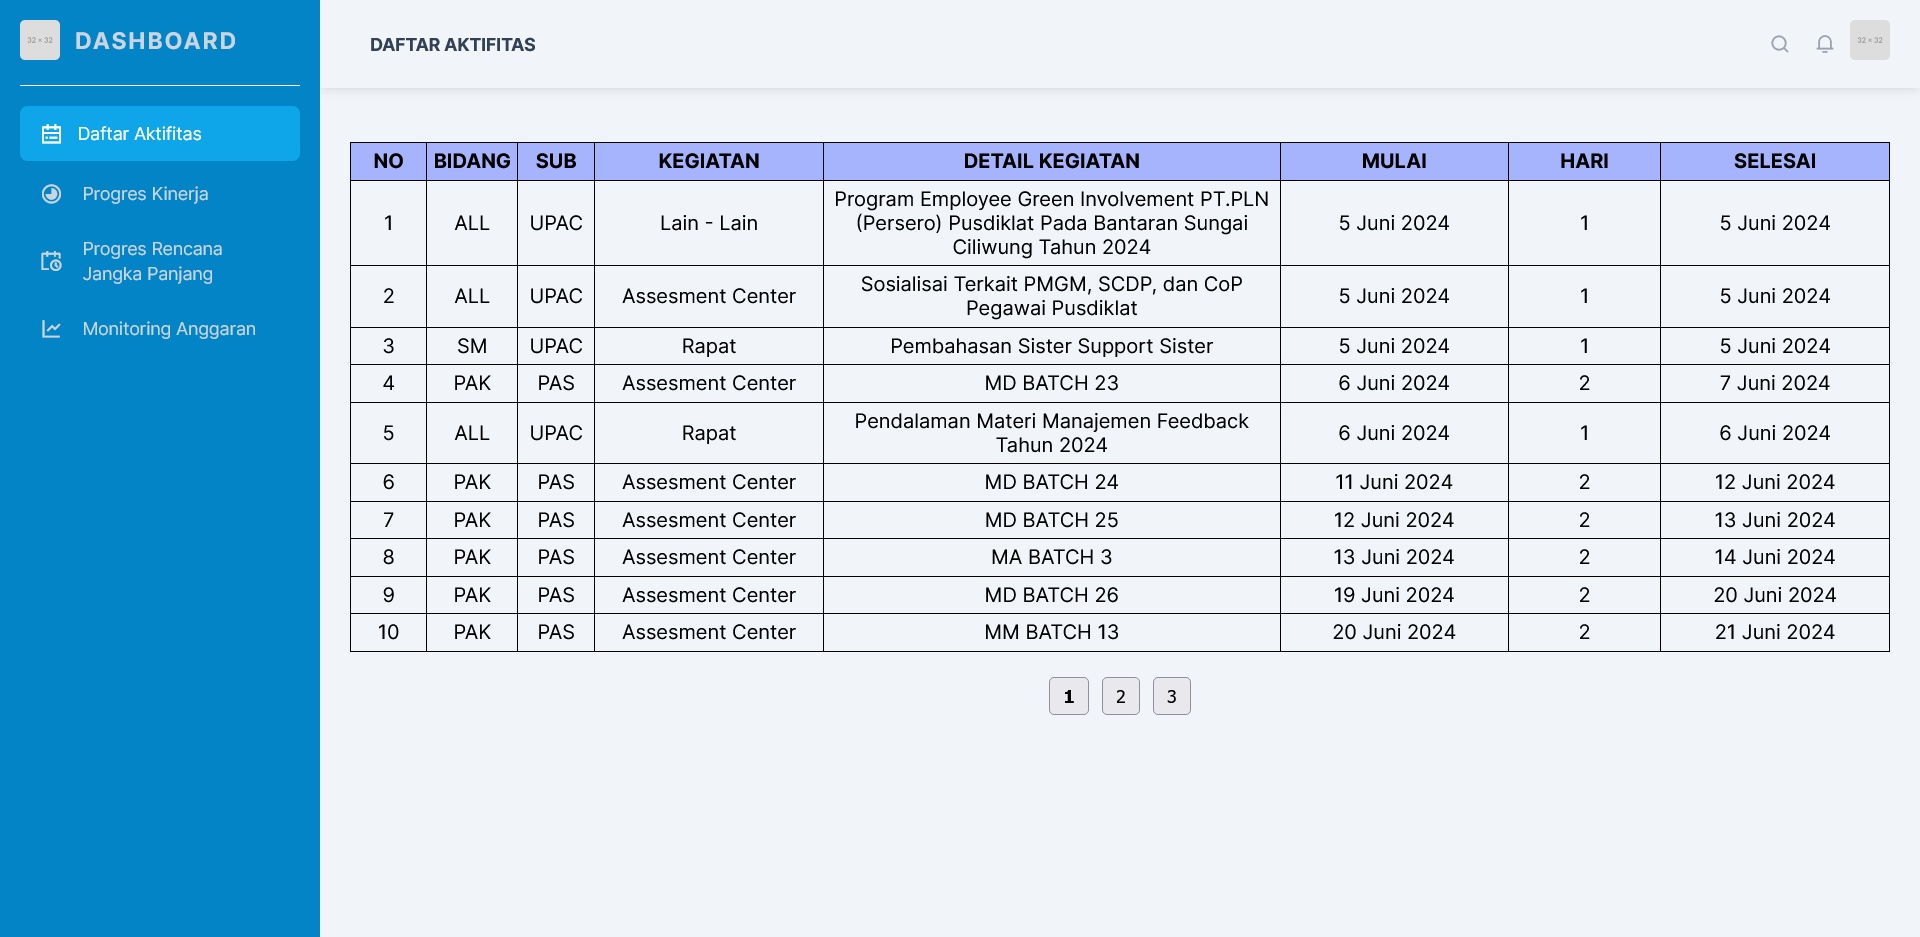 32 × 32
DASHBOARD
Daftar Aktifitas
Progres Kinerja
Progres Rencana
Jangka Panjang
Monitoring Anggaran
DAFTAR AKTIFITAS
32 × 32
NO BIDANG SUB KEGIATAN DETAIL KEGIATAN MULAI HARI SELESAI
1 ALL UPAC Lain - Lain Program Employee Green Involvement PT.PLN
(Persero) Pusdiklat Pada Bantaran Sungai
Ciliwung Tahun 2024 5 Juni 2024 1 5 Juni 2024
2 ALL UPAC Assesment Center Sosialisai Terkait PMGM, SCDP, dan CoP
Pegawai Pusdiklat 5 Juni 2024 1 5 Juni 2024
3 SM UPAC Rapat Pembahasan Sister Support Sister 5 Juni 2024 1 5 Juni 2024
4 PAK PAS Assesment Center MD BATCH 23 6 Juni 2024 2 7 Juni 2024
5 ALL UPAC Rapat Pendalaman Materi Manajemen Feedback
Tahun 2024 6 Juni 2024 1 6 Juni 2024
6 PAK PAS Assesment Center MD BATCH 24 11 Juni 2024 2 12 Juni 2024
7 PAK PAS Assesment Center MD BATCH 25 12 Juni 2024 2 13 Juni 2024
8 PAK PAS Assesment Center MA BATCH 3 13 Juni 2024 2 14 Juni 2024
9 PAK PAS Assesment Center MD BATCH 26 19 Juni 2024 2 20 Juni 2024
10 PAK PAS Assesment Center MM BATCH 13 20 Juni 2024 2 21 Juni 2024
1 2 3